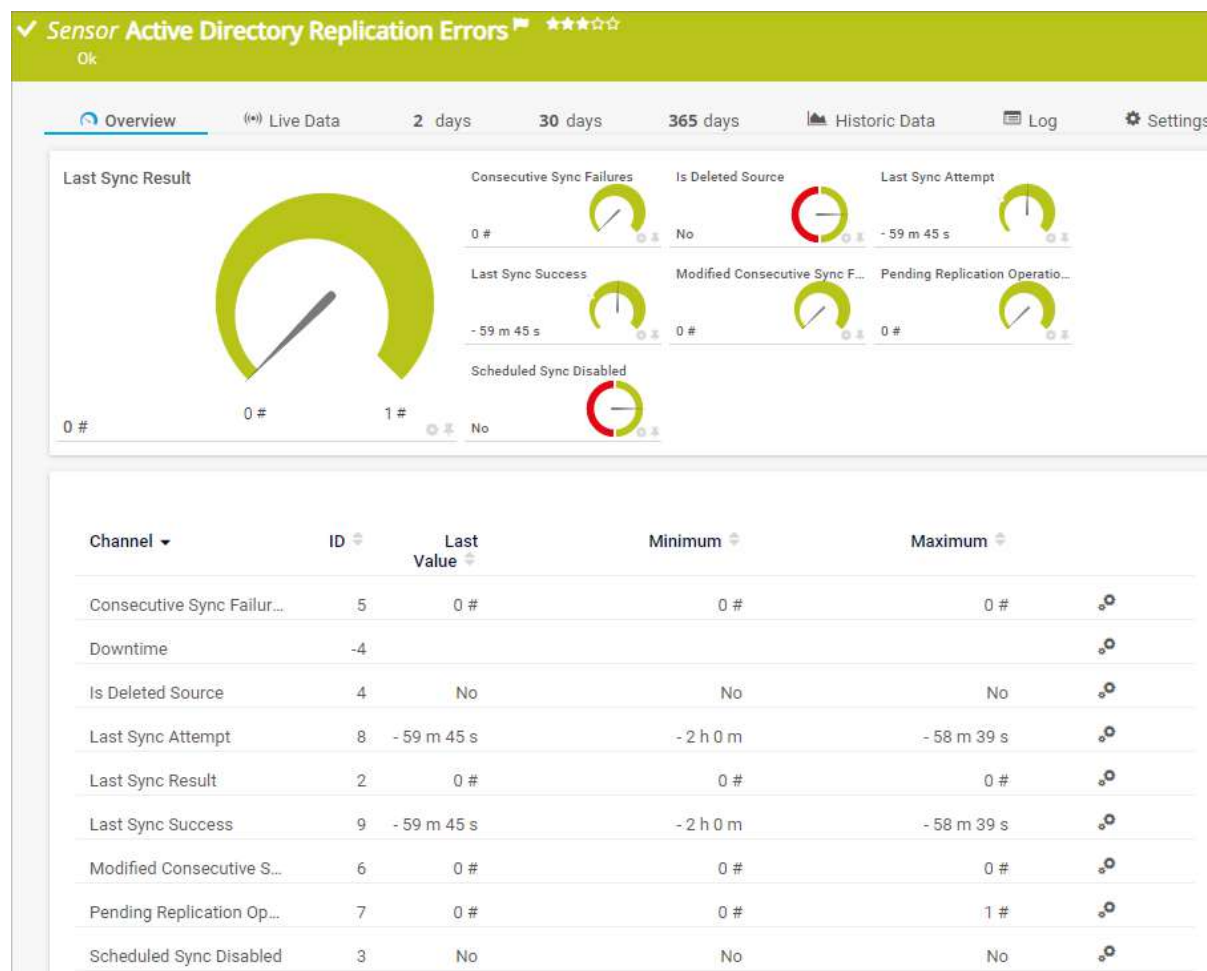 Sensor Active Directory Replication Errors
Ok
Overview Live Data 2 days 30 days 365 days Historic Data Log Settings
Last Sync Result
0 #
0 # 1 #
Consecutive Sync Failures
0 #
Is Deleted Source
No
Last Sync Attempt
- 59 m 45 s
Last Sync Success
- 59 m 45 s
Modified Consecutive Sync F...
0 #
Pending Replication Operatio...
0 #
Scheduled Sync Disabled
No
Channel ID Last Value Minimum Maximum
Consecutive Sync Failur... 5 0 # 0 # 0 #
Downtime -4
Is Deleted Source 4 No No No
Last Sync Attempt 8 - 59 m 45 s - 2 h 0 m - 58 m 39 s
Last Sync Result 2 0 # 0 # 0 #
Last Sync Success 9 - 59 m 45 s - 2 h 0 m - 58 m 39 s
Modified Consecutive S... 6 0 # 0 # 0 #
Pending Replication Op... 7 0 # 0 # 1 #
Scheduled Sync Disabled 3 No No No